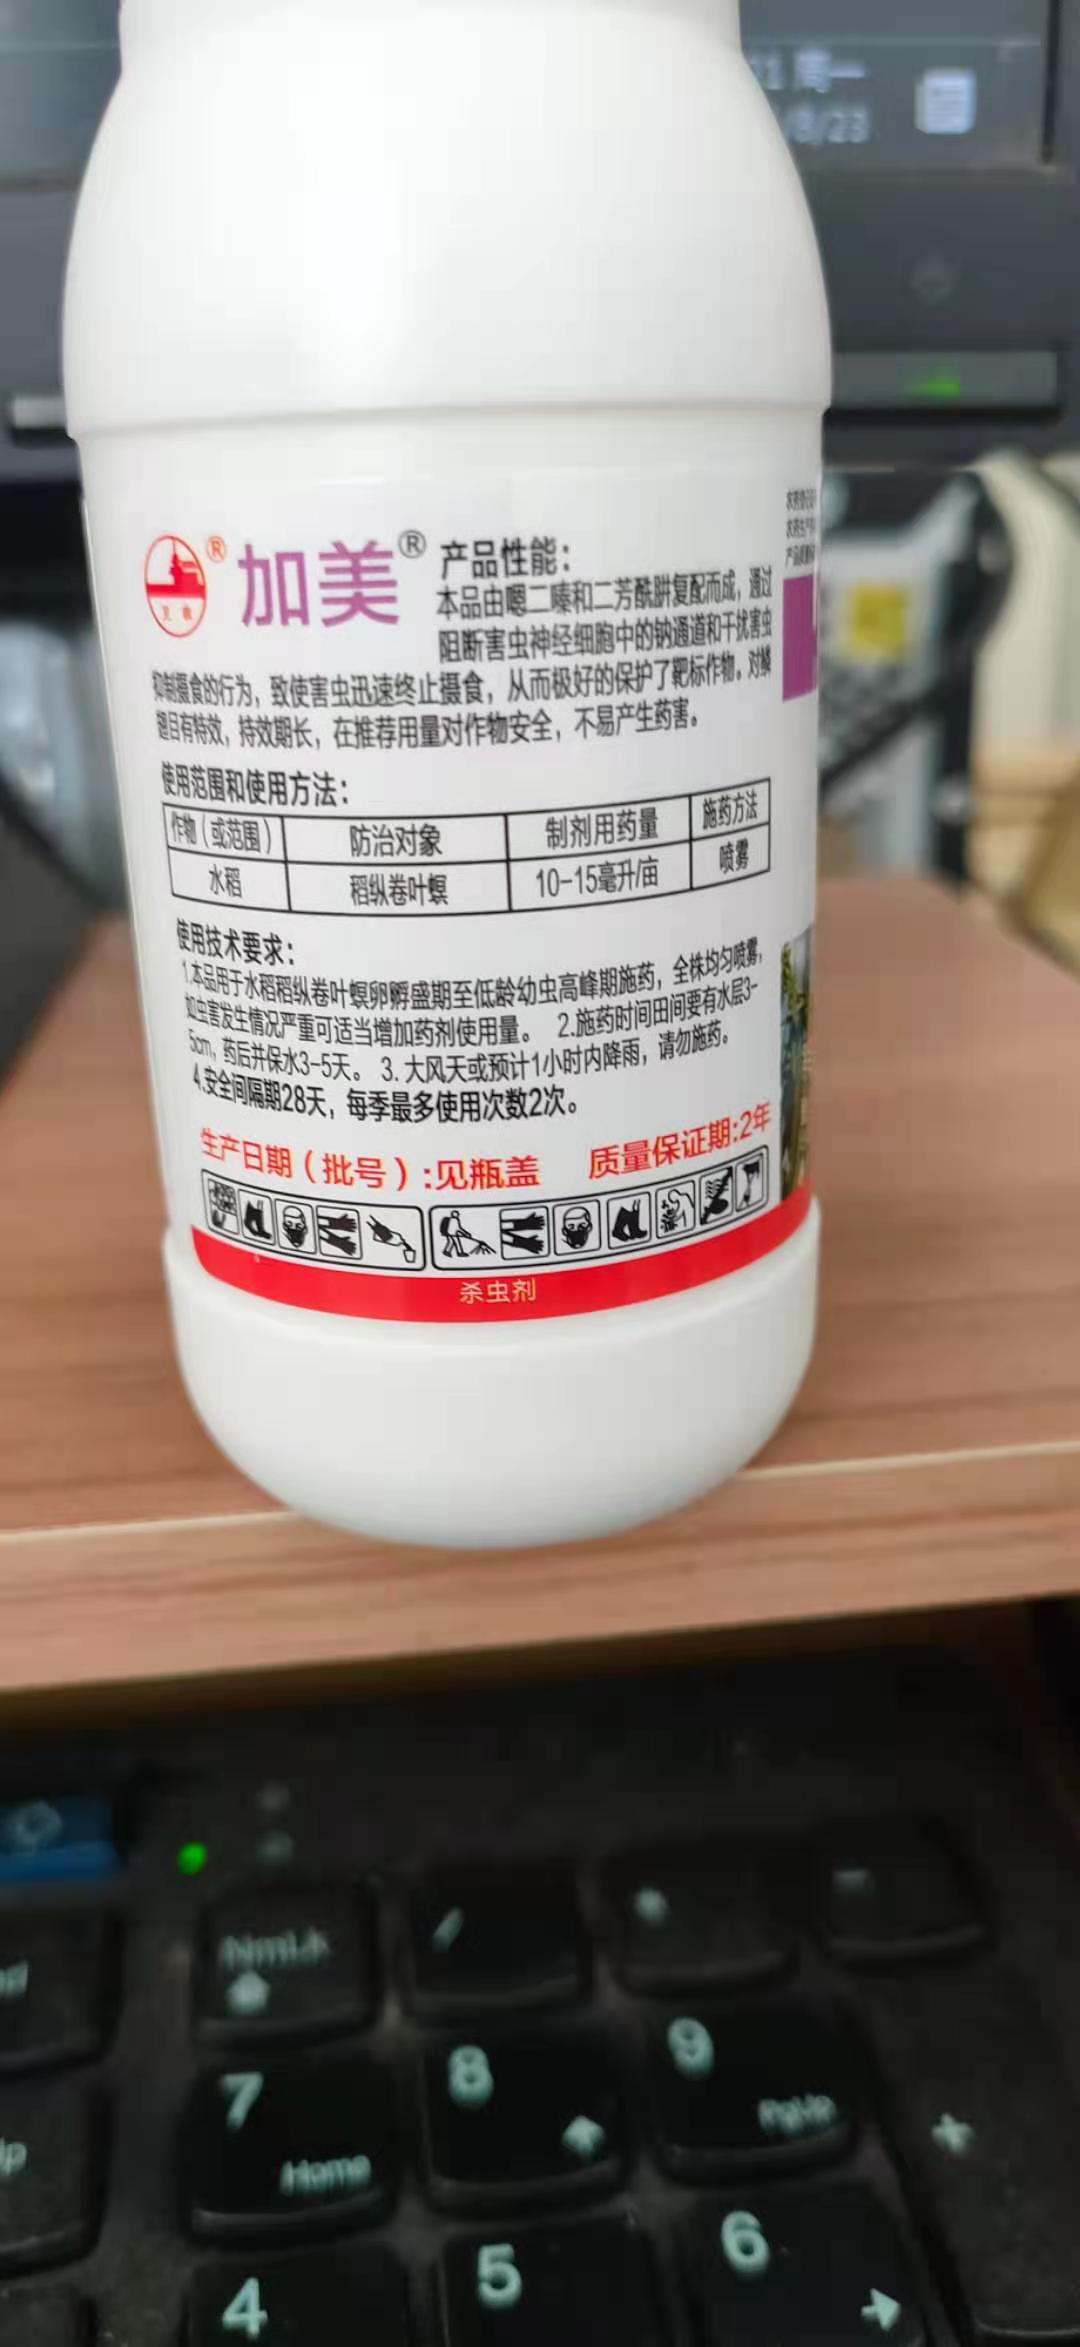 周一
/8/23
® 加美®
产品性能：
本品由噁二嗪和二芳酰肼复配而成，通过
阻断害虫神经细胞中的钠通道和干扰害虫
抑制摄食的行为，致使害虫迅速终止摄食，从而极好的保护了靶标作物。对鳞
翅目有特效，持效期长，在推荐用量对作物安全，不易产生药害。
使用范围和使用方法：
作物（或范围） 防治对象 制剂用药量 施药方法
水稻 稻纵卷叶螟 10-15毫升/亩 喷雾
使用技术要求：
1.本品用于水稻稻纵卷叶螟卵孵盛期至低龄幼虫高峰期施药，全株均匀喷雾，
如虫害发生情况严重可适当增加药剂使用量。 2.施药时间田间要有水层3-
5cm，药后并保水3-5天。 3.大风天或预计1小时内降雨，请勿施药。
4.安全间隔期28天，每季最多使用次数2次。
生产日期（批号）:见瓶盖 质量保证期:2年
杀虫剂
NmLk / * -
7 8 9 +
Home PgUp
4 5 6